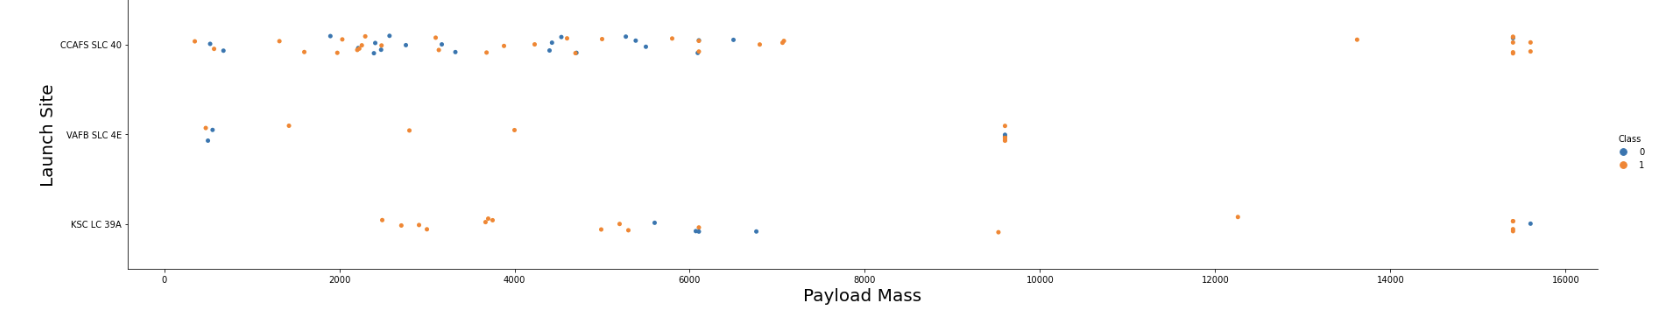 Launch Site
CCAFS SLC 40
VAFB SLC 4E
KSC LC 39A
0 2000 4000 6000 8000 10000 12000 14000 16000
Payload Mass
Class
0
1